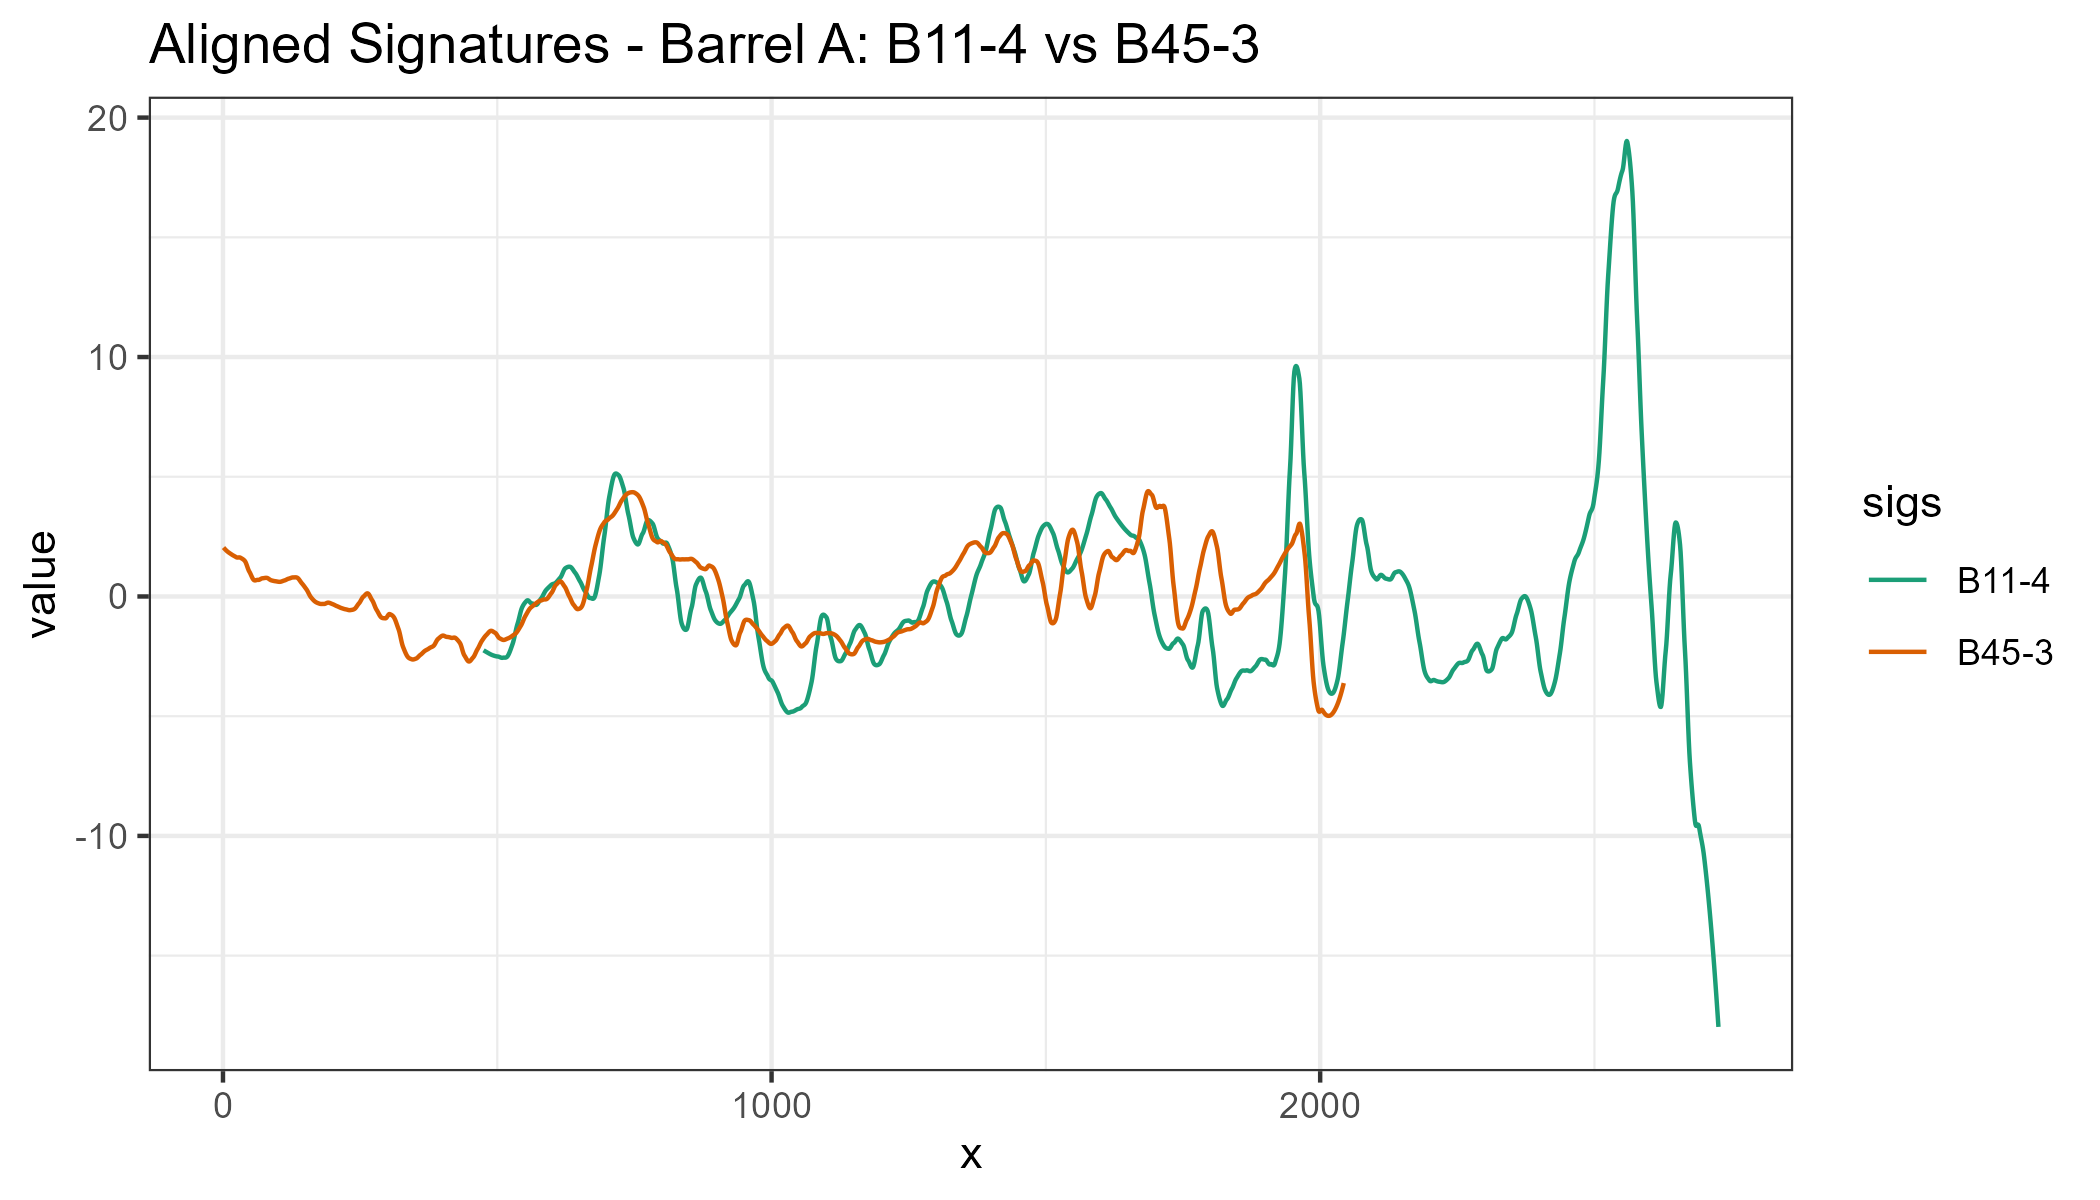 Aligned Signatures - Barrel A: B11-4 vs B45-3
20
10
0
-10
value
0
1000
2000
x
sigs
B11-4
B45-3